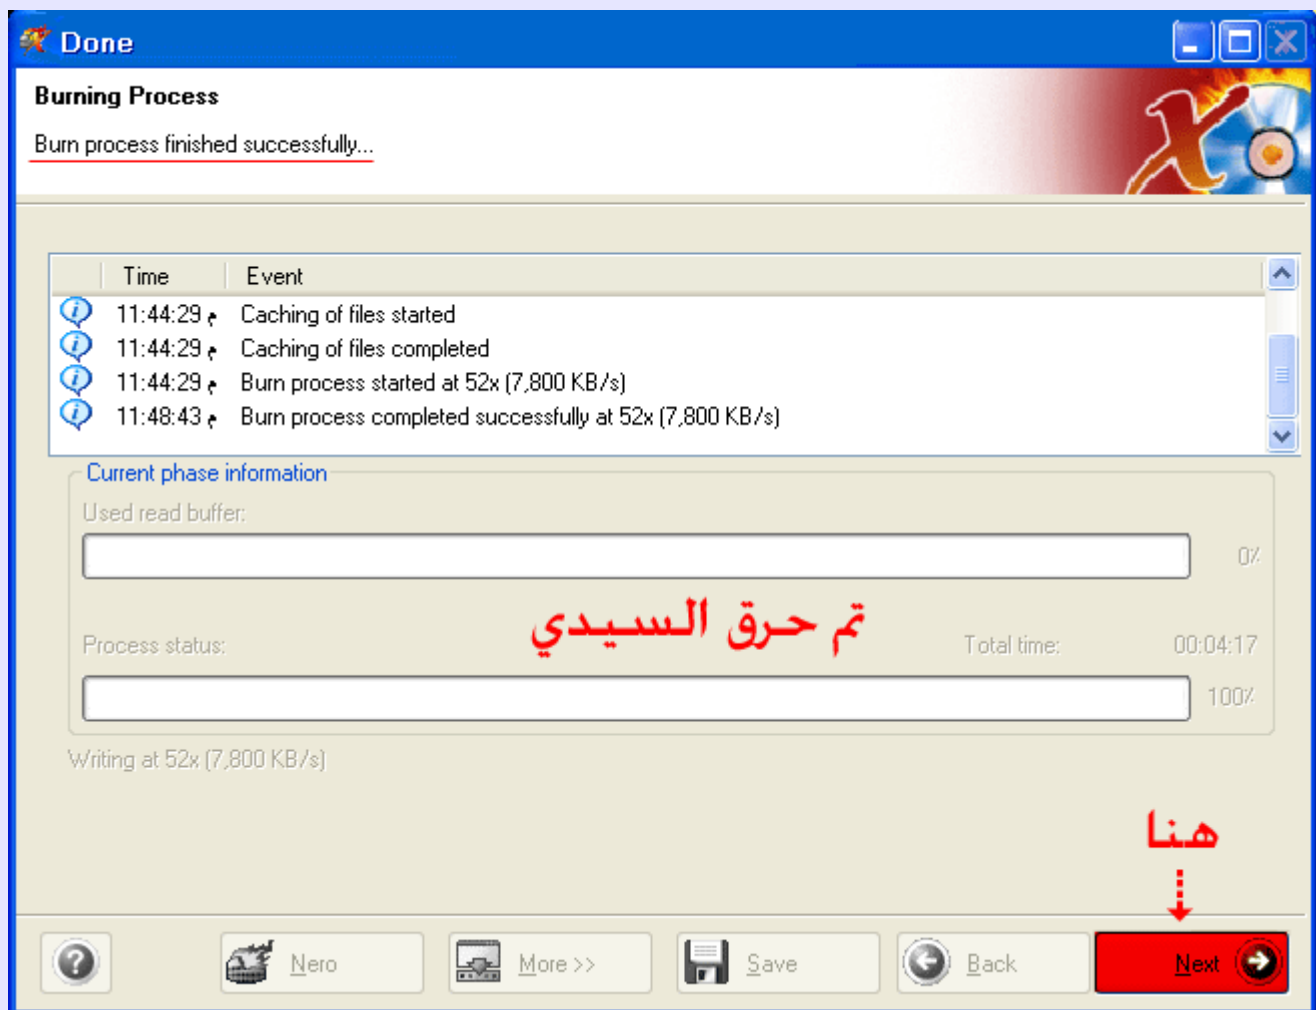 Done
Burning Process
Burn process finished successfully...
Time Event
11:44:29 م Caching of files started
11:44:29 م Caching of files completed
11:44:29 م Burn process started at 52x (7,800 KB/s)
11:48:43 م Burn process completed successfully at 52x (7,800 KB/s)
Current phase information
Used read buffer:
0%
تم حرق السيدي
Process status: Total time: 00:04:17
100%
Writing at 52x (7,800 KB/s)
هنا
Nero More >> Save Back Next